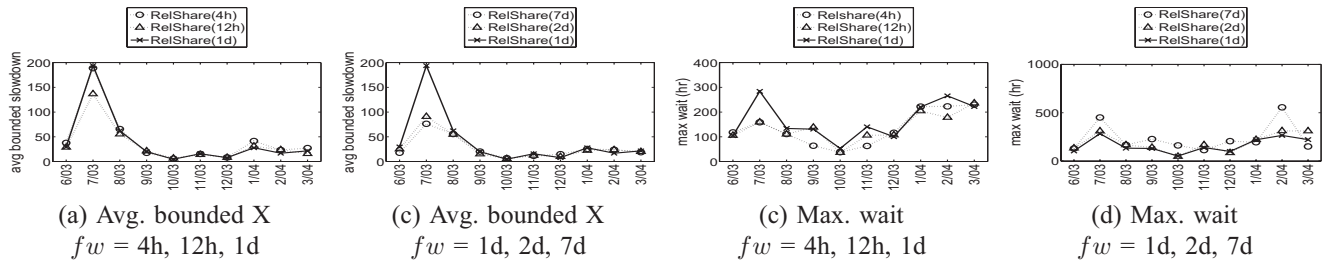 RelShare(4h)
RelShare(12h)
RelShare(1d)
avg bounded slowdown
200
150
100
50
0
6/03 7/03 8/03 9/03 10/03 11/03 12/03 1/04 2/04 3/04
(a) Avg. bounded X
fw = 4h, 12h, 1d
RelShare(7d)
RelShare(2d)
RelShare(1d)
avg bounded slowdown
200
150
100
50
0
6/03 7/03 8/03 9/03 10/03 11/03 12/03 1/04 2/04 3/04
(c) Avg. bounded X
fw = 1d, 2d, 7d
RelShare(4h)
RelShare(12h)
RelShare(1d)
max wait (hr)
400
300
200
100
0
6/03 7/03 8/03 9/03 10/03 11/03 12/03 1/04 2/04 3/04
(c) Max. wait
fw = 4h, 12h, 1d
RelShare(7d)
RelShare(2d)
RelShare(1d)
max wait (hr)
1000
500
0
6/03 7/03 8/03 9/03 10/03 11/03 12/03 1/04 2/04 3/04
(d) Max. wait
fw = 1d, 2d, 7d